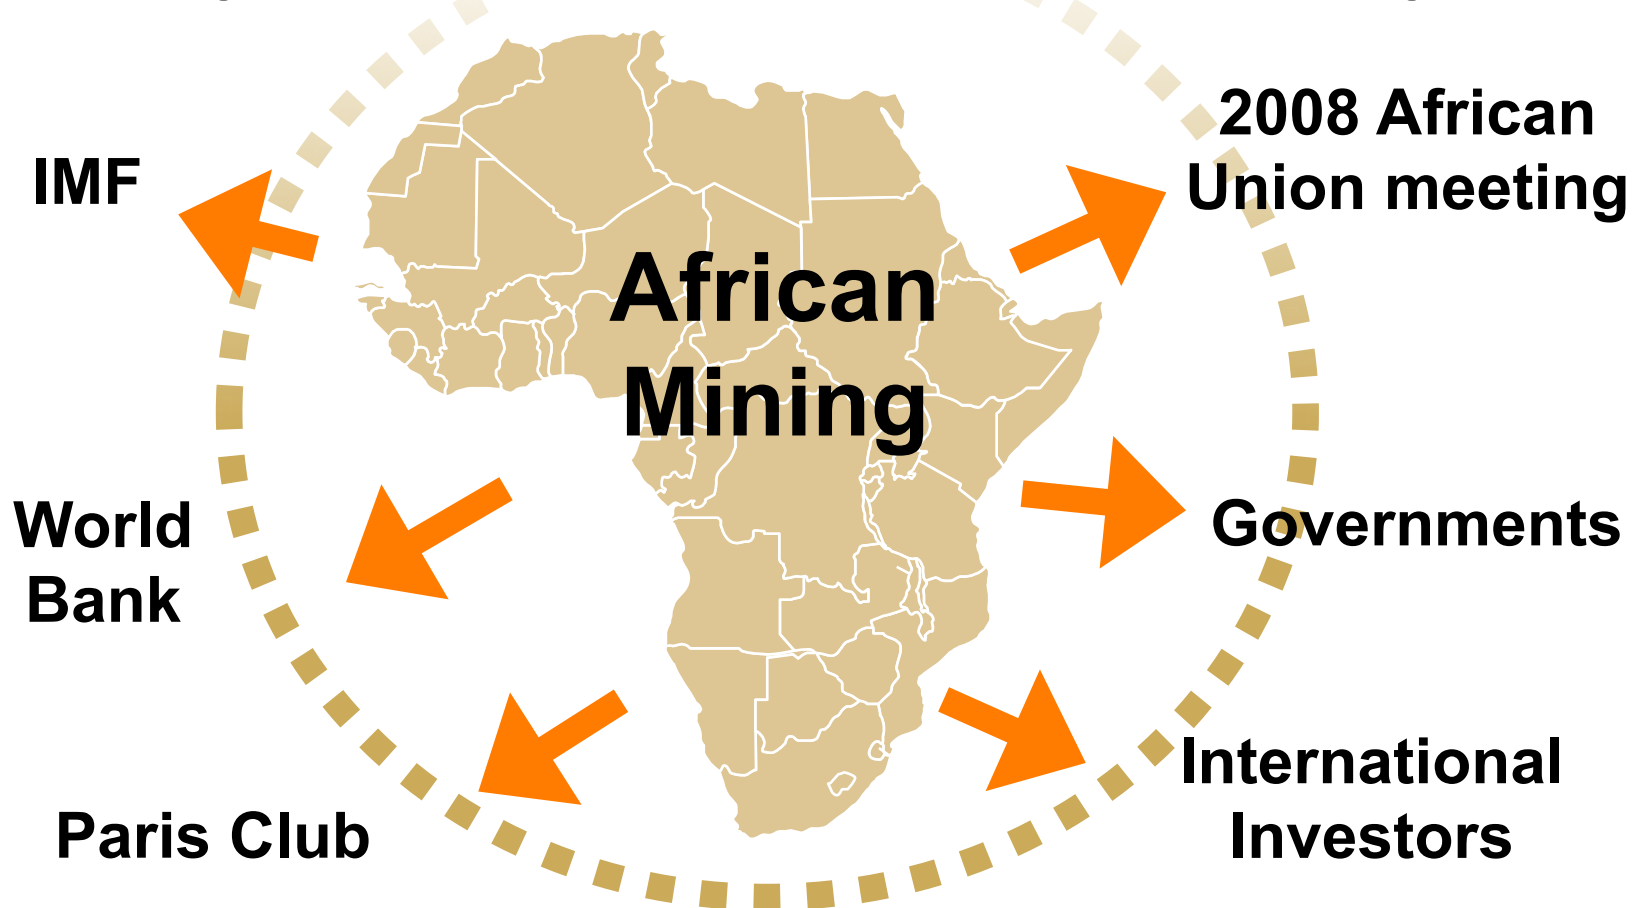 2008 African
Union meeting
IMF
African
Mining
World
Bank
Governments
International
Investors
Paris Club